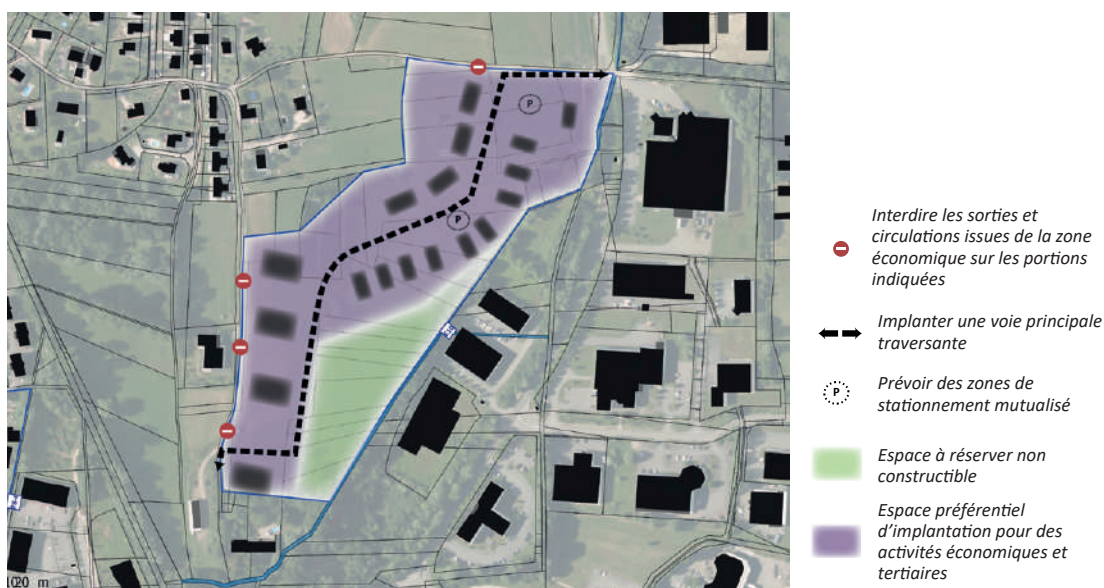 P
P
Interdire les sorties et
circulations issues de la zone
économique sur les portions
indiquées
Implanter une voie principale
traversante
P
Prévoir des zones de
stationnement mutualisé
Espace à réserver non
constructible
Espace préférentiel
d'implantation pour des
activités économiques et
tertiaires